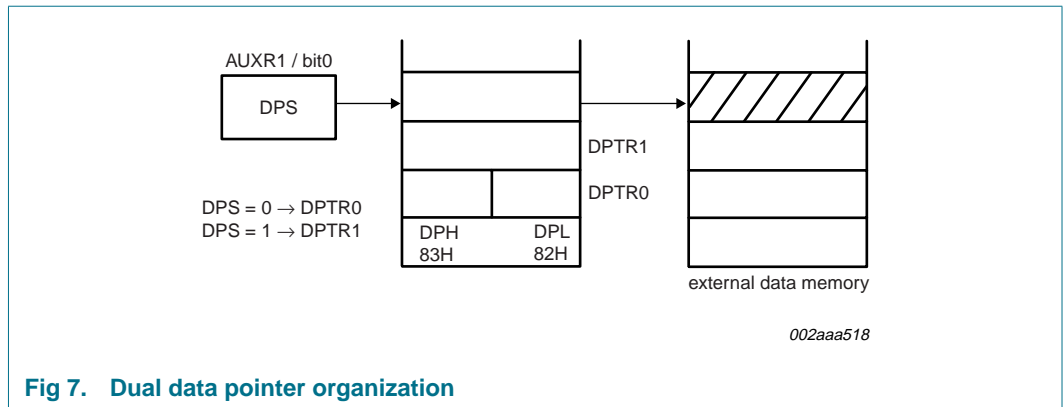 AUXR1 / bit0
DPS
DPTR1
DPTR0
DPS = 0 → DPTR0
DPS = 1 → DPTR1
DPH DPL
83H 82H
external data memory
002aaa518
Fig 7. Dual data pointer organization